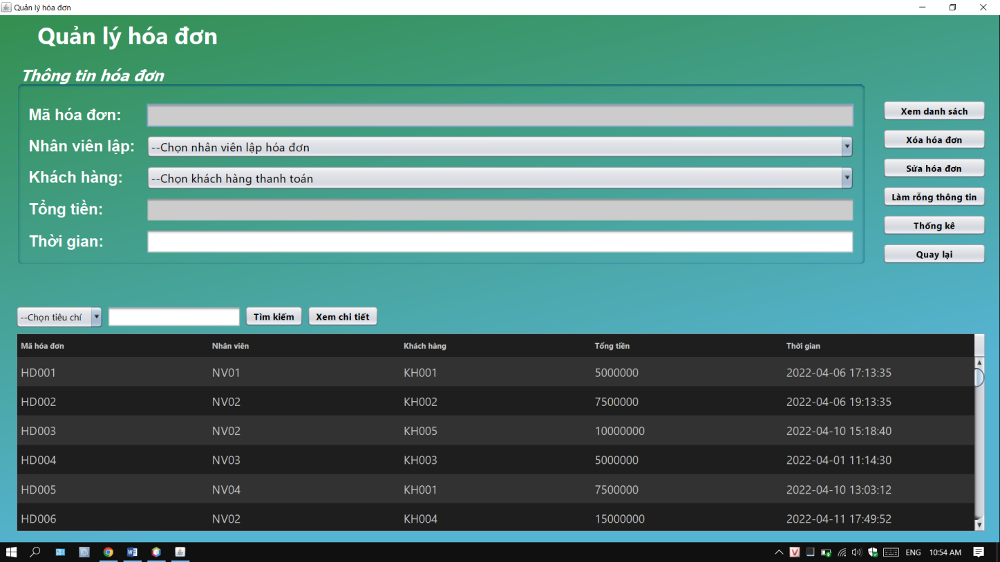 Quản lý hóa đơn
Quản lý hóa đơn
Thông tin hóa đơn
Mã hóa đơn:
Nhân viên lập: --Chọn nhân viên lập hóa đơn
Khách hàng: --Chọn khách hàng thanh toán
Tổng tiền:
Thời gian:
Xem danh sách
Xóa hóa đơn
Sửa hóa đơn
Làm rỗng thông tin
Thống kê
Quay lại
--Chọn tiêu chí Tìm kiếm Xem chi tiết
Mã hóa đơn Nhân viên Khách hàng Tổng tiền Thời gian
HD001 NV01 KH001 5000000 2022-04-06 17:13:35
HD002 NV02 KH002 7500000 2022-04-06 19:13:35
HD003 NV02 KH005 10000000 2022-04-10 15:18:40
HD004 NV03 KH003 5000000 2022-04-01 11:14:30
HD005 NV04 KH001 7500000 2022-04-10 13:03:12
HD006 NV02 KH004 15000000 2022-04-11 17:49:52
V ENG 10:54 AM